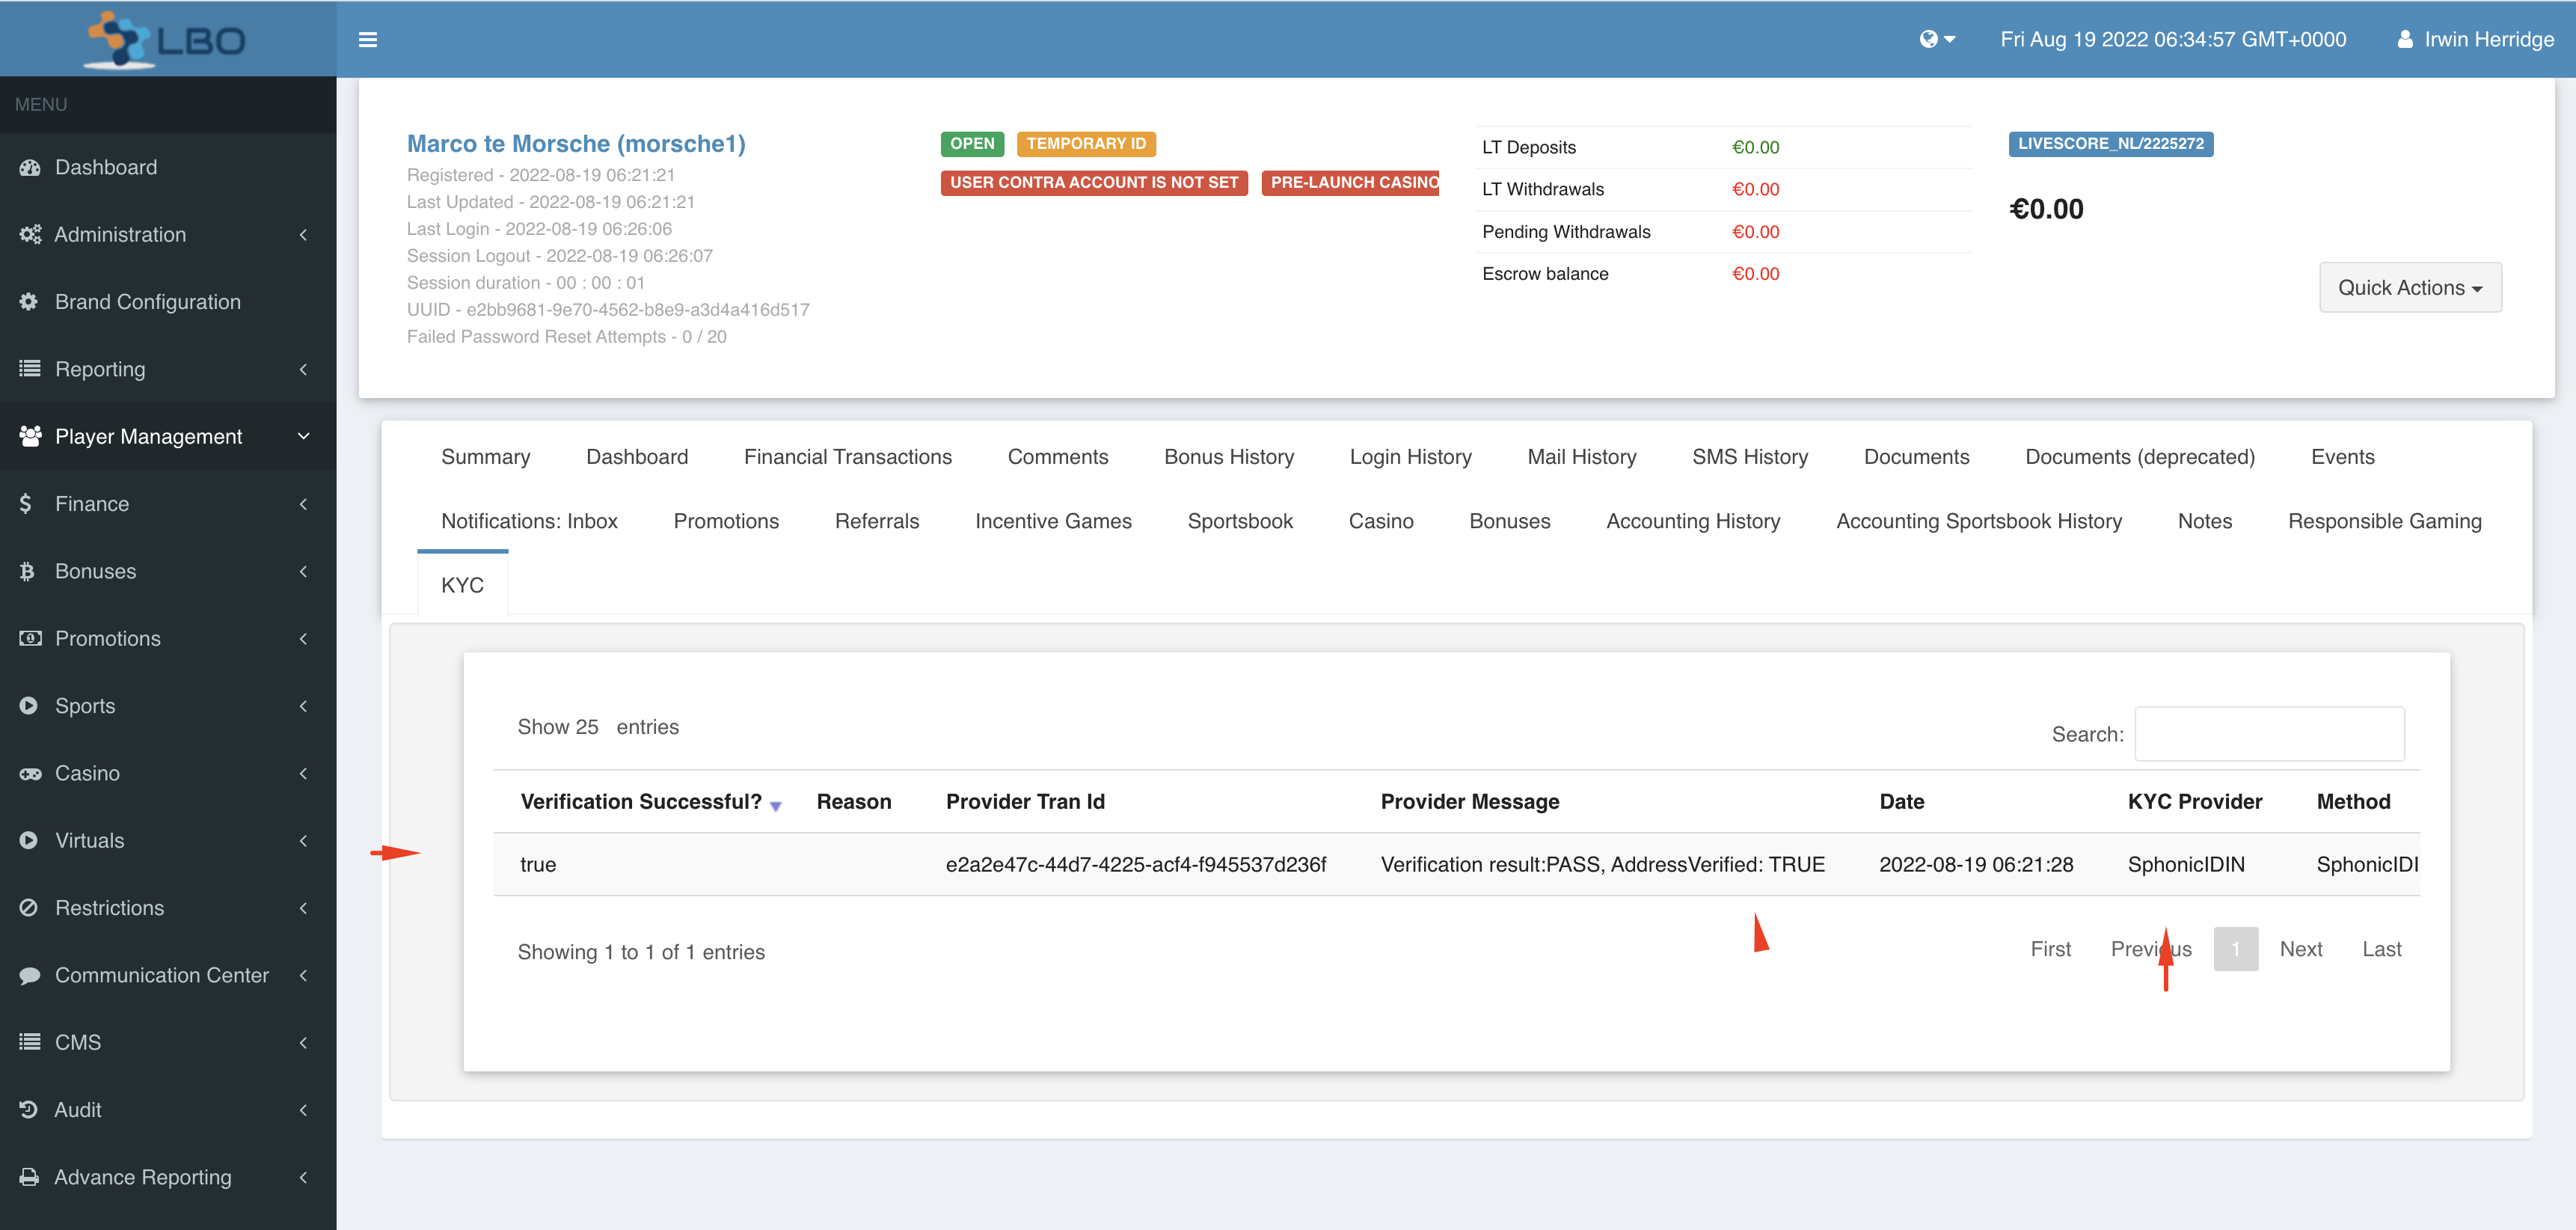 LBO
Fri Aug 19 2022 06:34:57 GMT+0000
Irwin Herridge
MENU
Dashboard
Administration
Brand Configuration
Reporting
Player Management
Finance
Bonuses
Promotions
Sports
Casino
Virtuals
Restrictions
Communication Center
CMS
Audit
Advance Reporting
Marco te Morsche (morsche1)
Registered - 2022-08-19 06:21:21
Last Updated - 2022-08-19 06:21:21
Last Login - 2022-08-19 06:26:06
Session Logout - 2022-08-19 06:26:07
Session duration - 00 : 00 : 01
UUID - e2bb9681-9e70-4562-b8e9-a3d4a416d517
Failed Password Reset Attempts - 0 / 20
OPEN TEMPORARY ID
USER CONTRA ACCOUNT IS NOT SET PRE-LAUNCH CASINO
LT Deposits €0.00
LT Withdrawals €0.00
Pending Withdrawals €0.00
Escrow balance €0.00
LIVESCORE_NL/2225272
€0.00
Quick Actions
Summary Dashboard Financial Transactions Comments Bonus History Login History Mail History SMS History Documents Documents (deprecated) Events
Notifications: Inbox Promotions Referrals Incentive Games Sportsbook Casino Bonuses Accounting History Accounting Sportsbook History Notes Responsible Gaming
KYC
Show 25 entries
Search:
Verification Successful? Reason Provider Tran Id Provider Message Date KYC Provider Method
true e2a2e47c-44d7-4225-acf4-f945537d236f Verification result:PASS, AddressVerified: TRUE 2022-08-19 06:21:28 SphonicIDIN SphonicIDI
Showing 1 to 1 of 1 entries
First Previous 1 Next Last